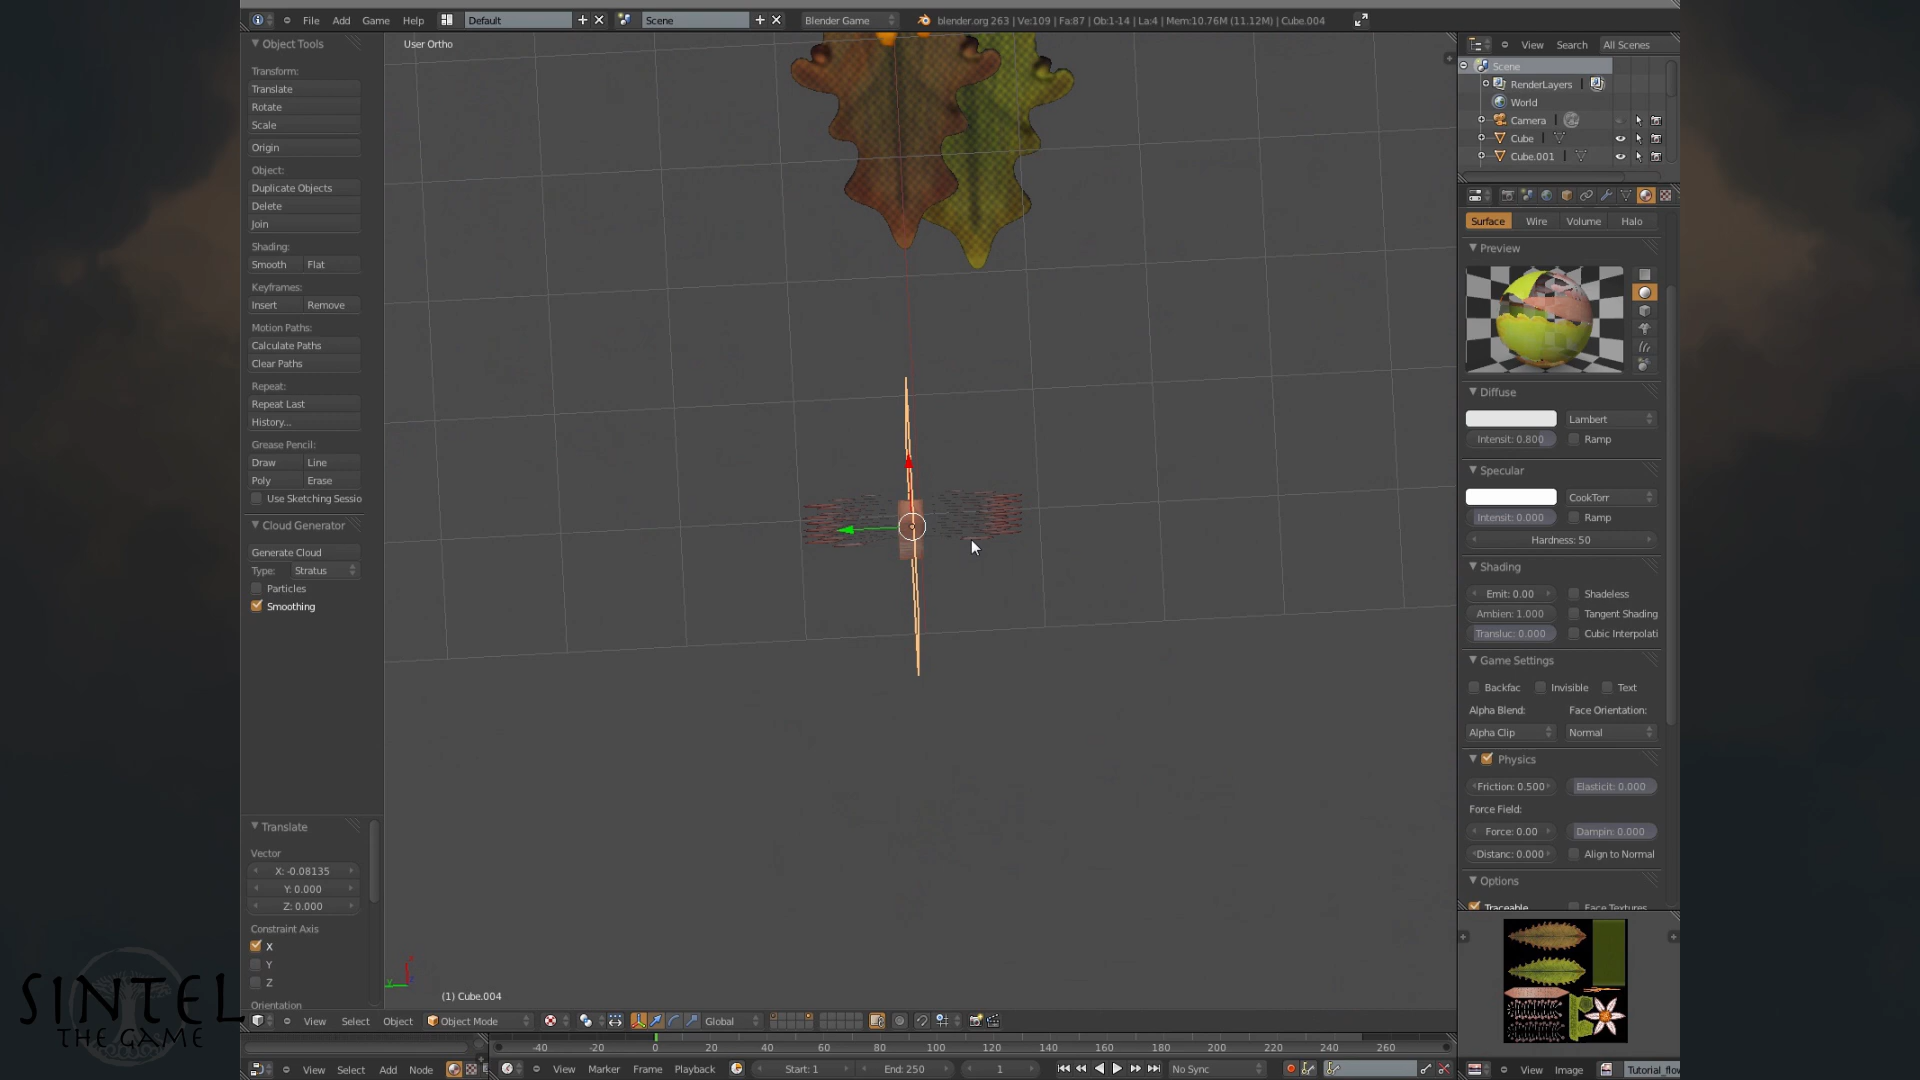 File Add Game Help Default Scene Blender Game blender.org 263 | Ve:109 | Fa:87 | Ob:1-14 | La:4 | Mem:10.76M (11.12M) | Cube.004
Object Tools
Transform:
Translate
Rotate
Scale
Origin
Object:
Duplicate Objects
Delete
Join
Shading:
Smooth Flat
Keyframes:
Insert Remove
Motion Paths:
Calculate Paths
Clear Paths
Repeat:
Repeat Last
History...
Grease Pencil:
Draw Line
Poly Erase
Use Sketching Sessio
Cloud Generator
Generate Cloud
Type: Stratus
Particles
Smoothing
Translate
Vector
X: -0.08135
Y: 0.000
Z: 0.000
Constraint Axis
X
Y
Z
Orientation
User Ortho
(1) Cube.004
View Search All Scenes
Scene
RenderLayers
World
Camera
Cube
Cube.001
Surface Wire Volume Halo
Preview
Diffuse
Lambert
Intensit: 0.800 Ramp
Specular
CookTorr
Intensit: 0.000 Ramp
Hardness: 50
Shading
Emit: 0.00 Shadeless
Ambien: 1.000 Tangent Shading
Transluc: 0.000 Cubic Interpolati
Game Settings
Backfac Invisible Text
Alpha Blend: Face Orientation:
Alpha Clip Normal
Physics
Friction: 0.500 Elasticit: 0.000
Force Field:
Force: 0.00 Dampin: 0.000
Distanc: 0.000 Align to Normal
Options
Traceable Face Textures
View Select Object Object Mode Global
-40 -20 0 20 40 60 80 100 120 140 160 180 200 220 240 260
View Select Add Node View Marker Frame Playback Start: 1 End: 250 1 No Sync View Image Tutorial_flow
SINTEL
THE GAME